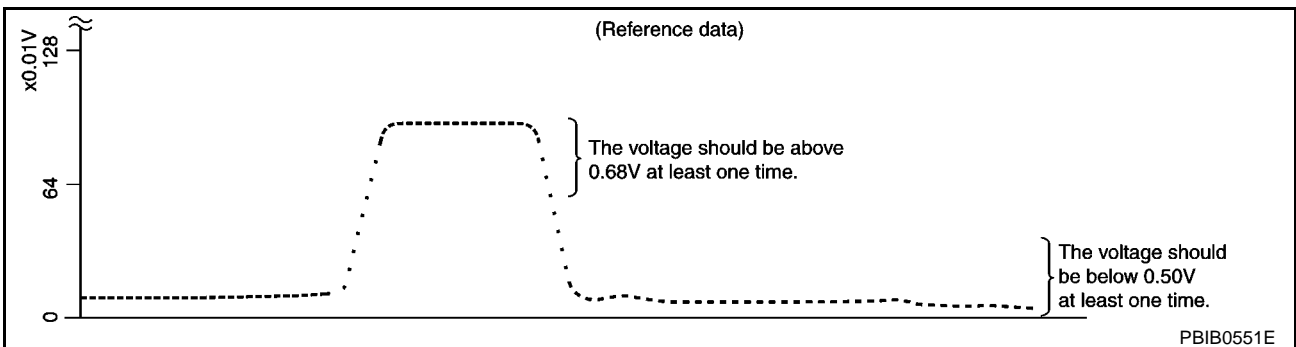 (Reference data)
x0.01V
128
64
0
The voltage should be above
0.68V at least one time.
The voltage should
be below 0.50V
at least one time.
PBIB0551E